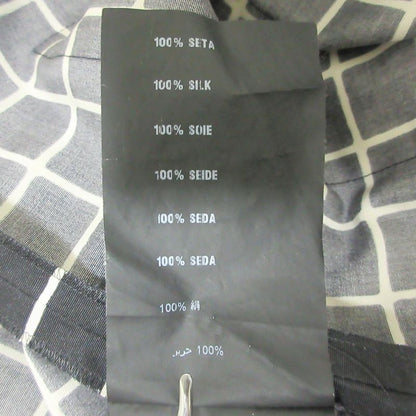 100% SETA
100% SILK
100% SOIE
100% SEIDE
100% SEDA
100% SEDA
100% 絹
100% حرير